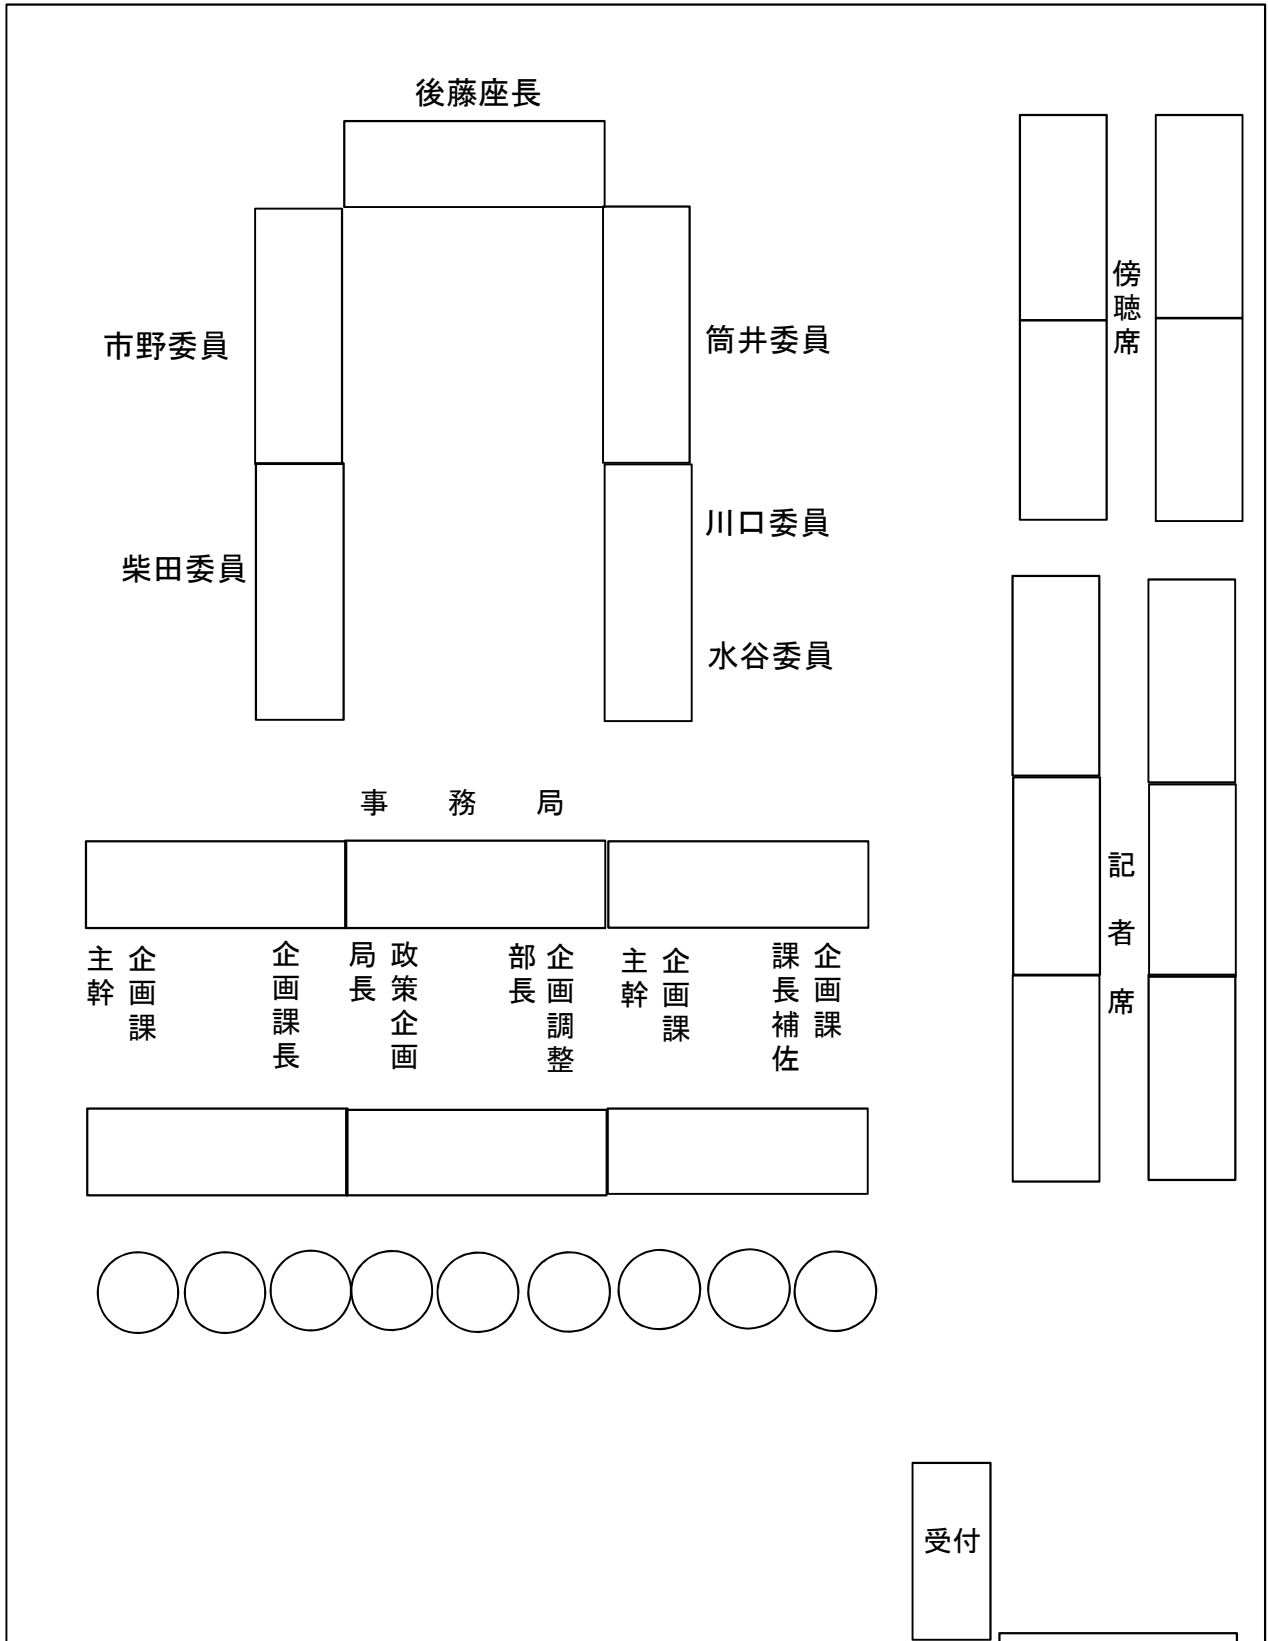 後藤座長
市野委員
筒井委員
柴田委員
川口委員
水谷委員
傍聴席
事務局
企画課
主幹
企画課長
政策企画
局長
企画調整
部長
企画課
主幹
企画課
課長補佐
記者席
受付